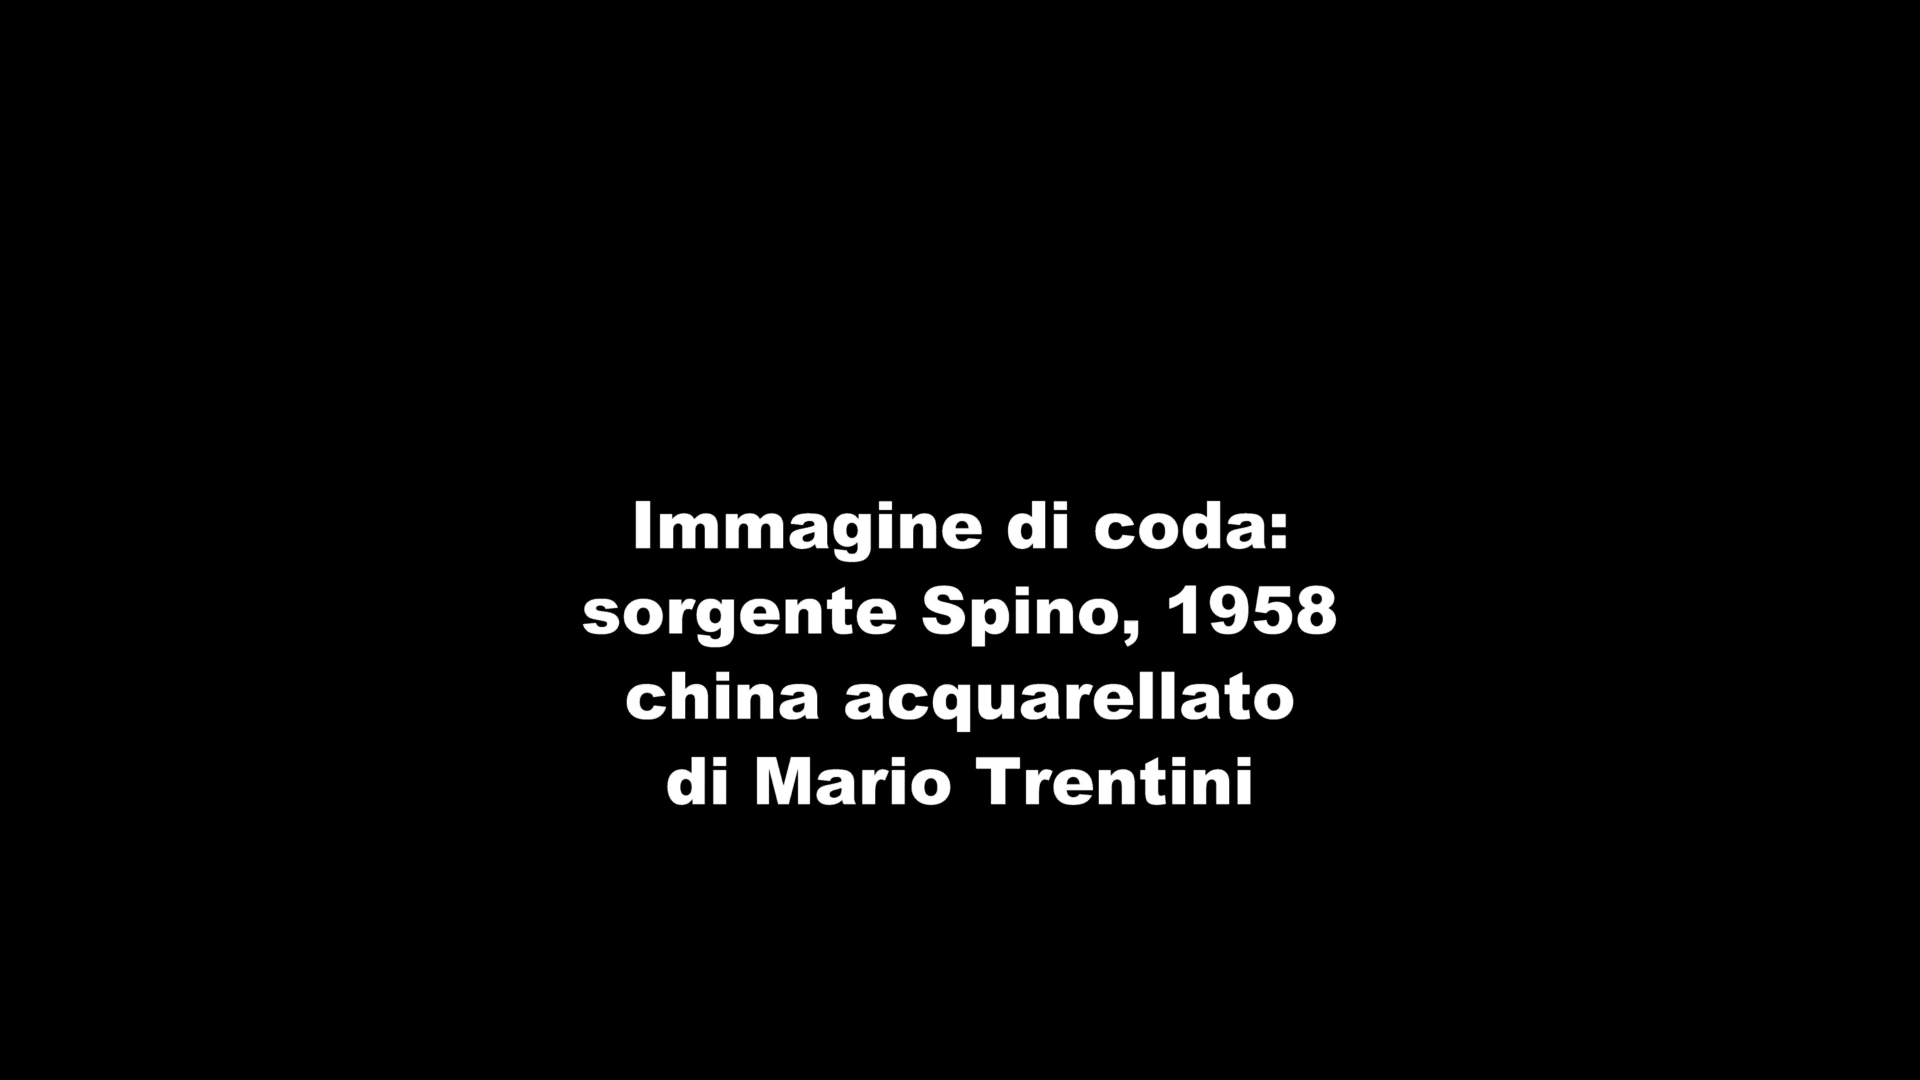 Immagine di coda:
sorgente Spino, 1958
china acquarellato
di Mario Trentini